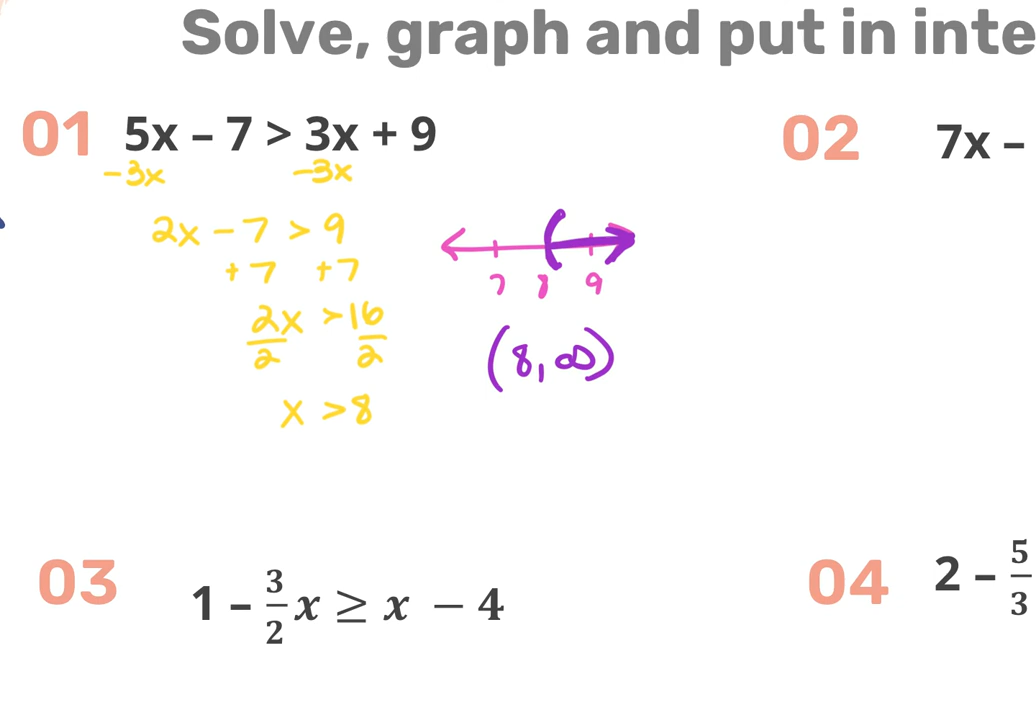 Solve, graph and put in inte
01 5x – 7 > 3x + 9
-3x -3x
2x - 7 > 9
+7 +7
2x > 16
2 2
x > 8
7 8 9
(
(8, ∞)
02 7x –
03 1 – 3/2 x ≥ x – 4
04 2 – 5/3